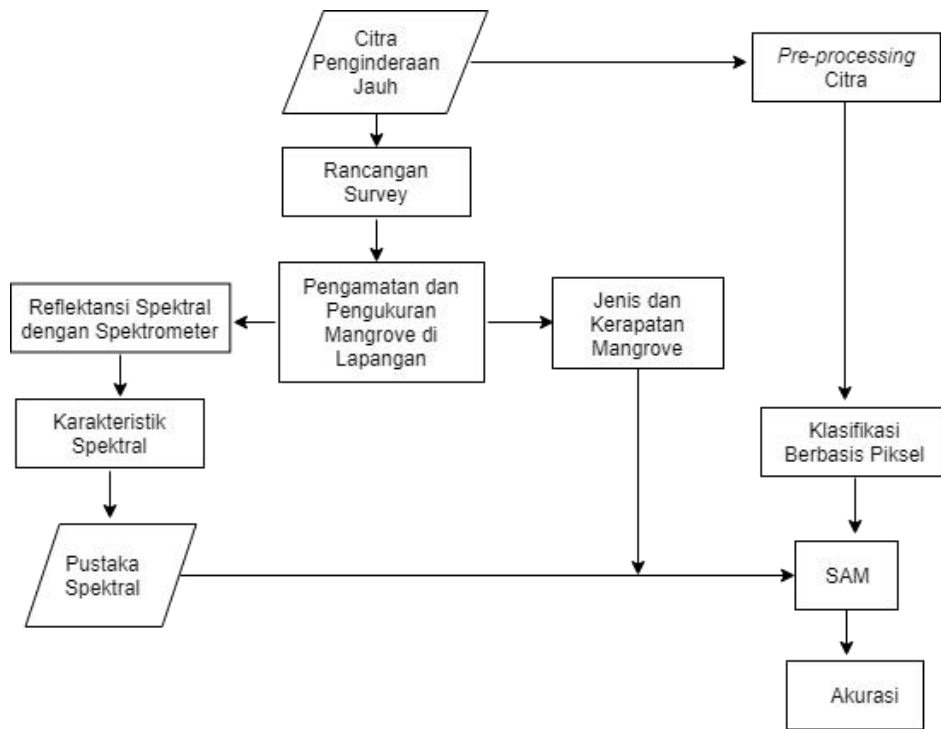 Citra
Penginderaan
Jauh
Pre-processing
Citra
Rancangan
Survey
Reflektansi Spektral
dengan Spektrometer
Pengamatan dan
Pengukuran
Mangrove di
Lapangan
Jenis dan
Kerapatan
Mangrove
Karakteristik
Spektral
Klasifikasi
Berbasis Piksel
Pustaka
Spektral
SAM
Akurasi